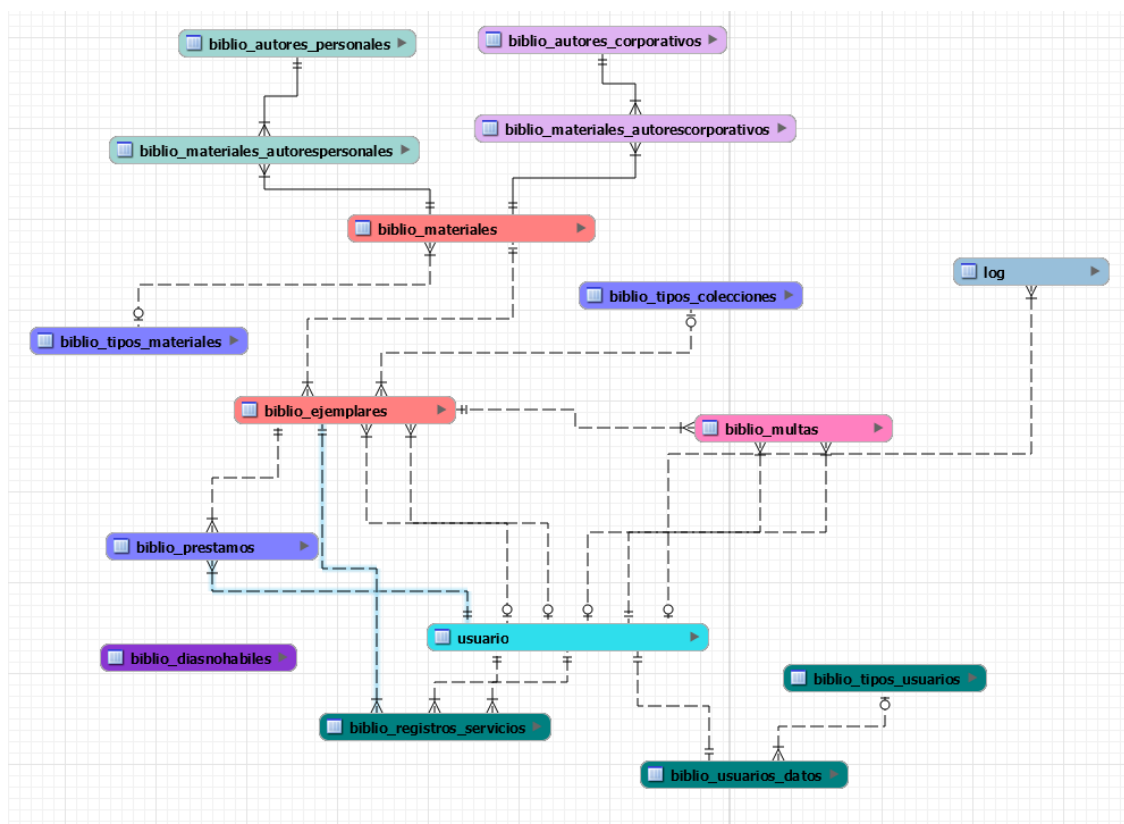 biblio_autores_personales
biblio_autores_corporativos
biblio_materiales_autorespersonales
biblio_materiales_autorescorporativos
biblio_materiales
log
biblio_tipos_colecciones
biblio_tipos_materiales
biblio_ejemplares
biblio_multas
biblio_prestamos
usuario
biblio_diasnohabiles
biblio_tipos_usuarios
biblio_registros_servicios
biblio_usuarios_datos